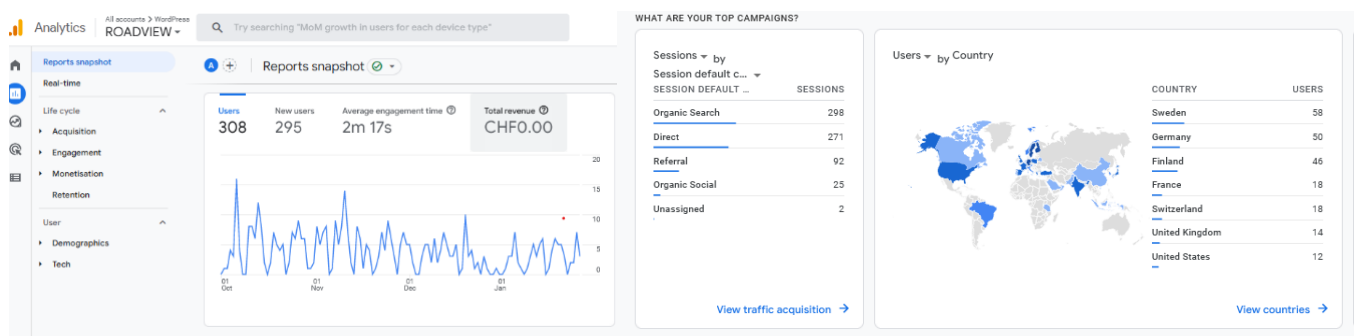 All accounts > WordPress
Analytics ROADVIEW
Try searching "MoM growth in users for each device type"
Reports snapshot
Real-time
Life cycle
Acquisition
Engagement
Monetisation
Retention
User
Demographics
Tech
A + Reports snapshot
Users New users Average engagement time Total revenue
308 295 2m 17s CHF0.00
20
15
10
5
0
01 01 01 01
Oct Nov Dec Jan
WHAT ARE YOUR TOP CAMPAIGNS?
Sessions by
Session default c...
SESSION DEFAULT ... SESSIONS
Organic Search 298
Direct 271
Referral 92
Organic Social 25
Unassigned 2
View traffic acquisition →
Users by Country
COUNTRY USERS
Sweden 58
Germany 50
Finland 46
France 18
Switzerland 18
United Kingdom 14
United States 12
View countries →